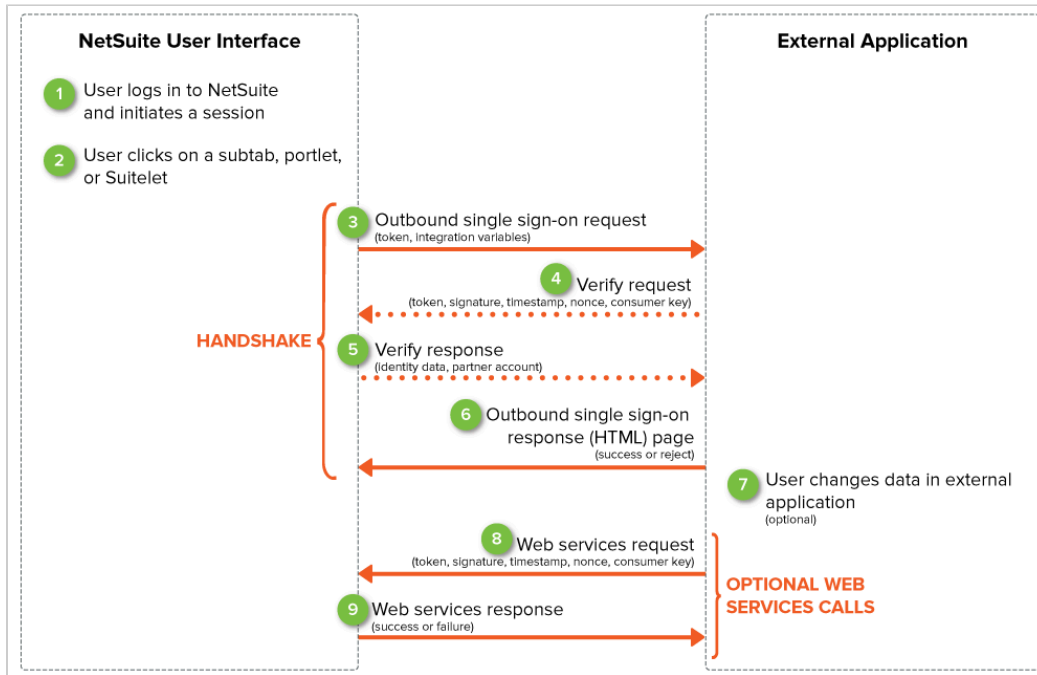 NetSuite User Interface
External Application
1
User logs in to NetSuite
and initiates a session
2
User clicks on a subtab, portlet,
or Suitelet
3
Outbound single sign-on request
(token, integration variables)
4
Verify request
(token, signature, timestamp, nonce, consumer key)
HANDSHAKE
5
Verify response
(identity data, partner account)
6
Outbound single sign-on
response (HTML) page
(success or reject)
7
User changes data in external
application
(optional)
8
Web services request
(token, signature, timestamp, nonce, consumer key)
OPTIONAL WEB
SERVICES CALLS
9
Web services response
(success or failure)